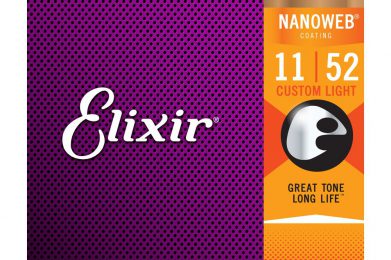 Elixir®
NANOWEB®
COATING
11 | 52
CUSTOM LIGHT
GREAT TONE
LONG LIFE™